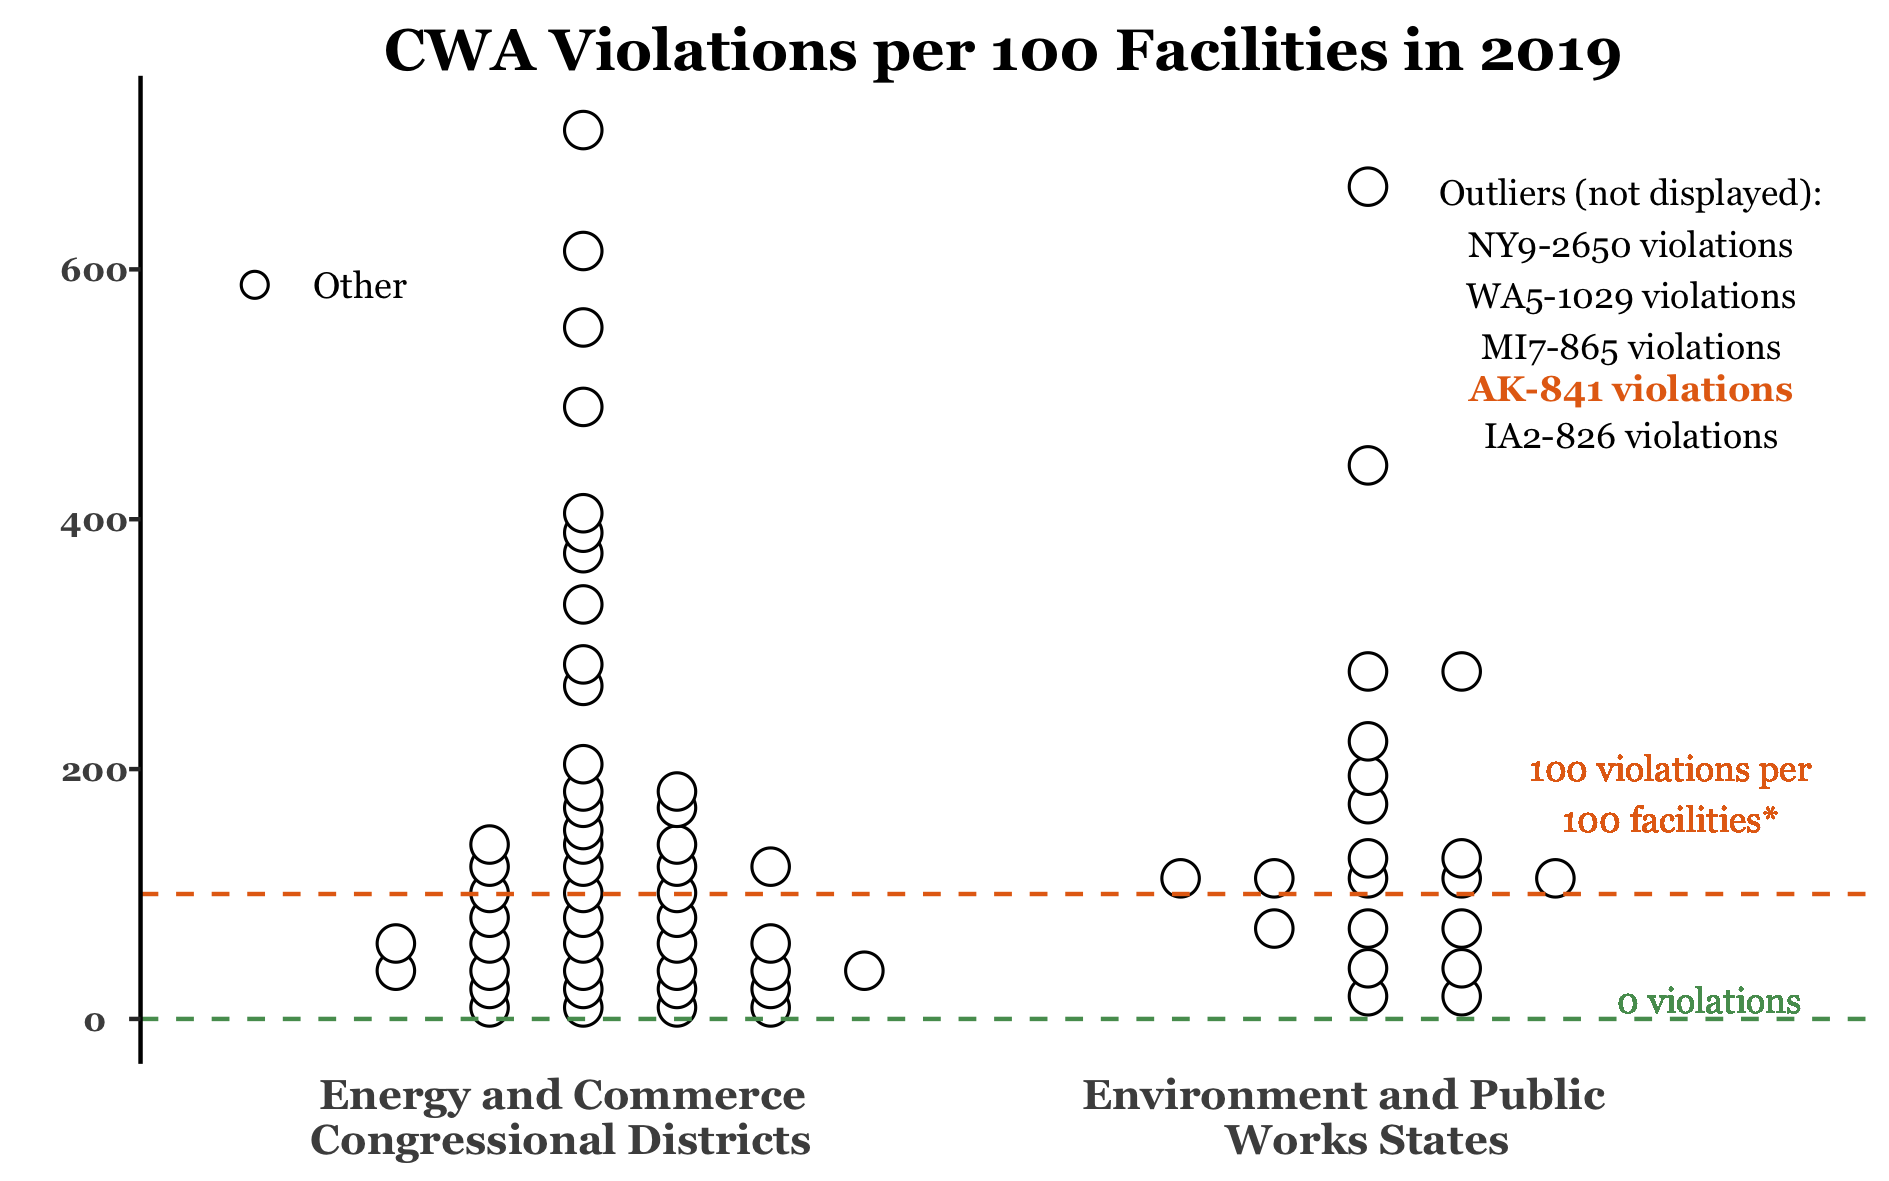 CWA Violations per 100 Facilities in 2019
Outliers (not displayed):
NY9-2650 violations
WA5-1029 violations
MI7-865 violations
AK-841 violations
IA2-826 violations
Other
600
400
200
0
100 violations per
100 facilities*
0 violations
Energy and Commerce
Congressional Districts
Environment and Public
Works States